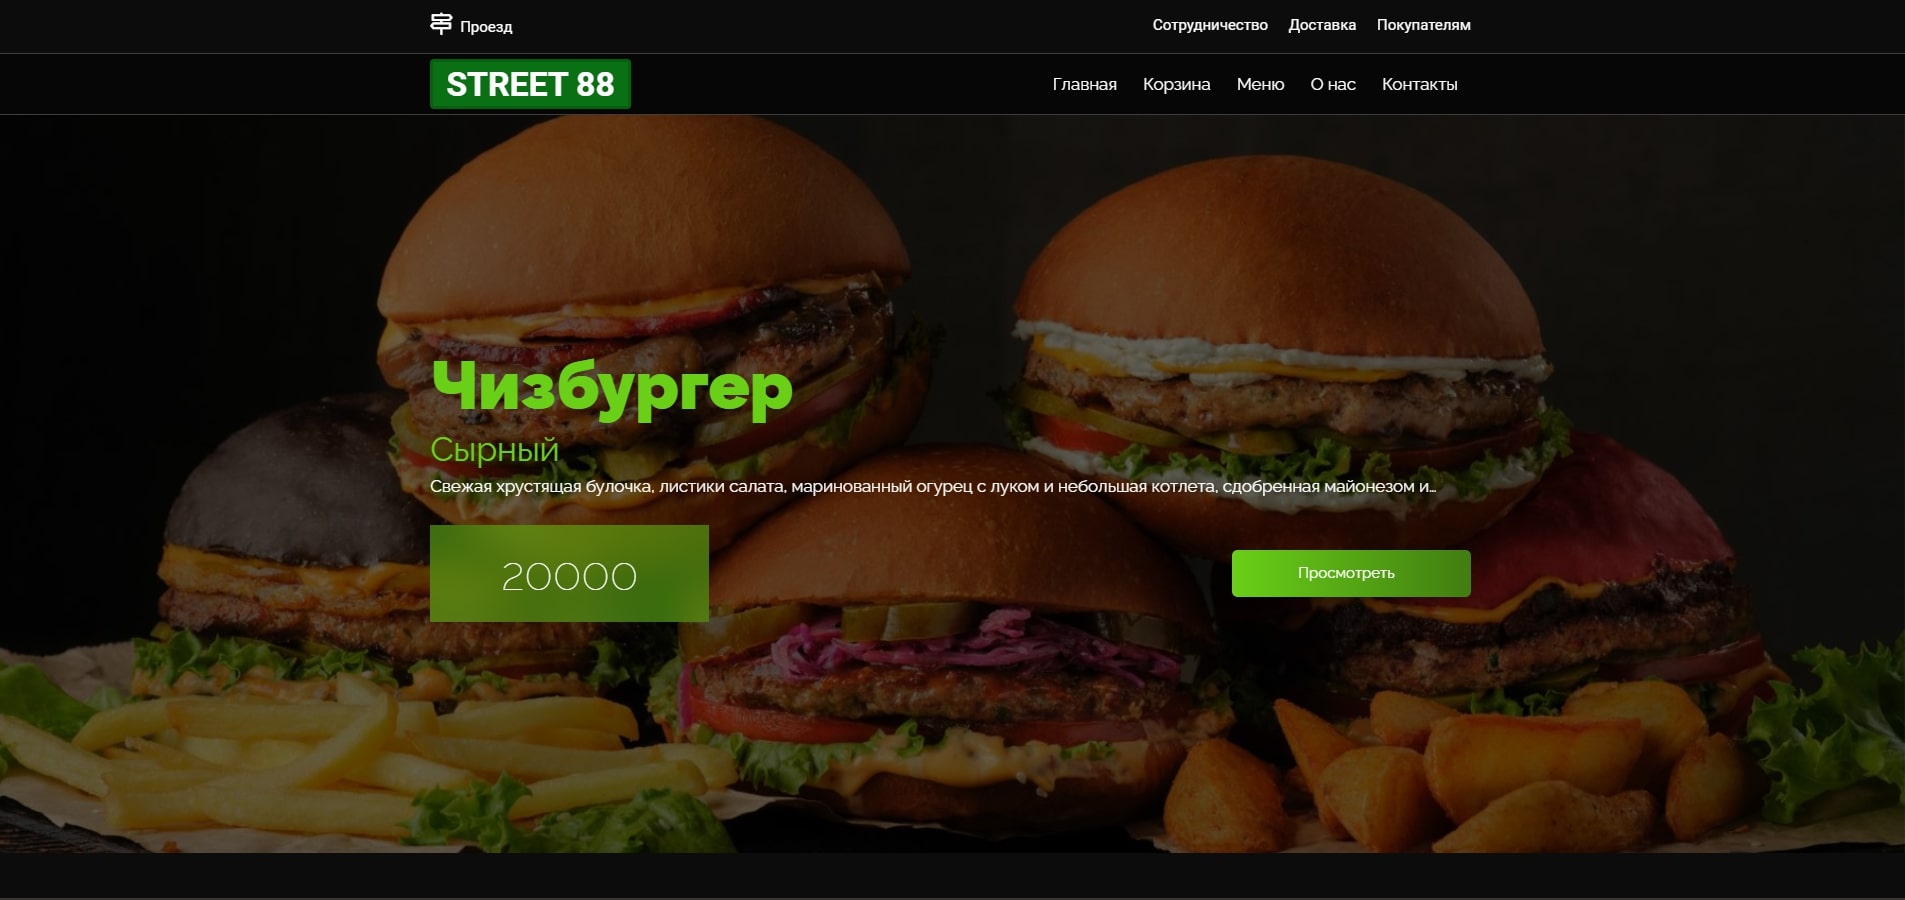 Проезд
Сотрудничество Доставка Покупателям
STREET 88
Главная Корзина Меню О нас Контакты
Чизбургер
Сырный
Свежая хрустящая булочка, листики салата, маринованный огурец с луком и небольшая котлета, сдобренная майонезом и...
20000
Просмотреть